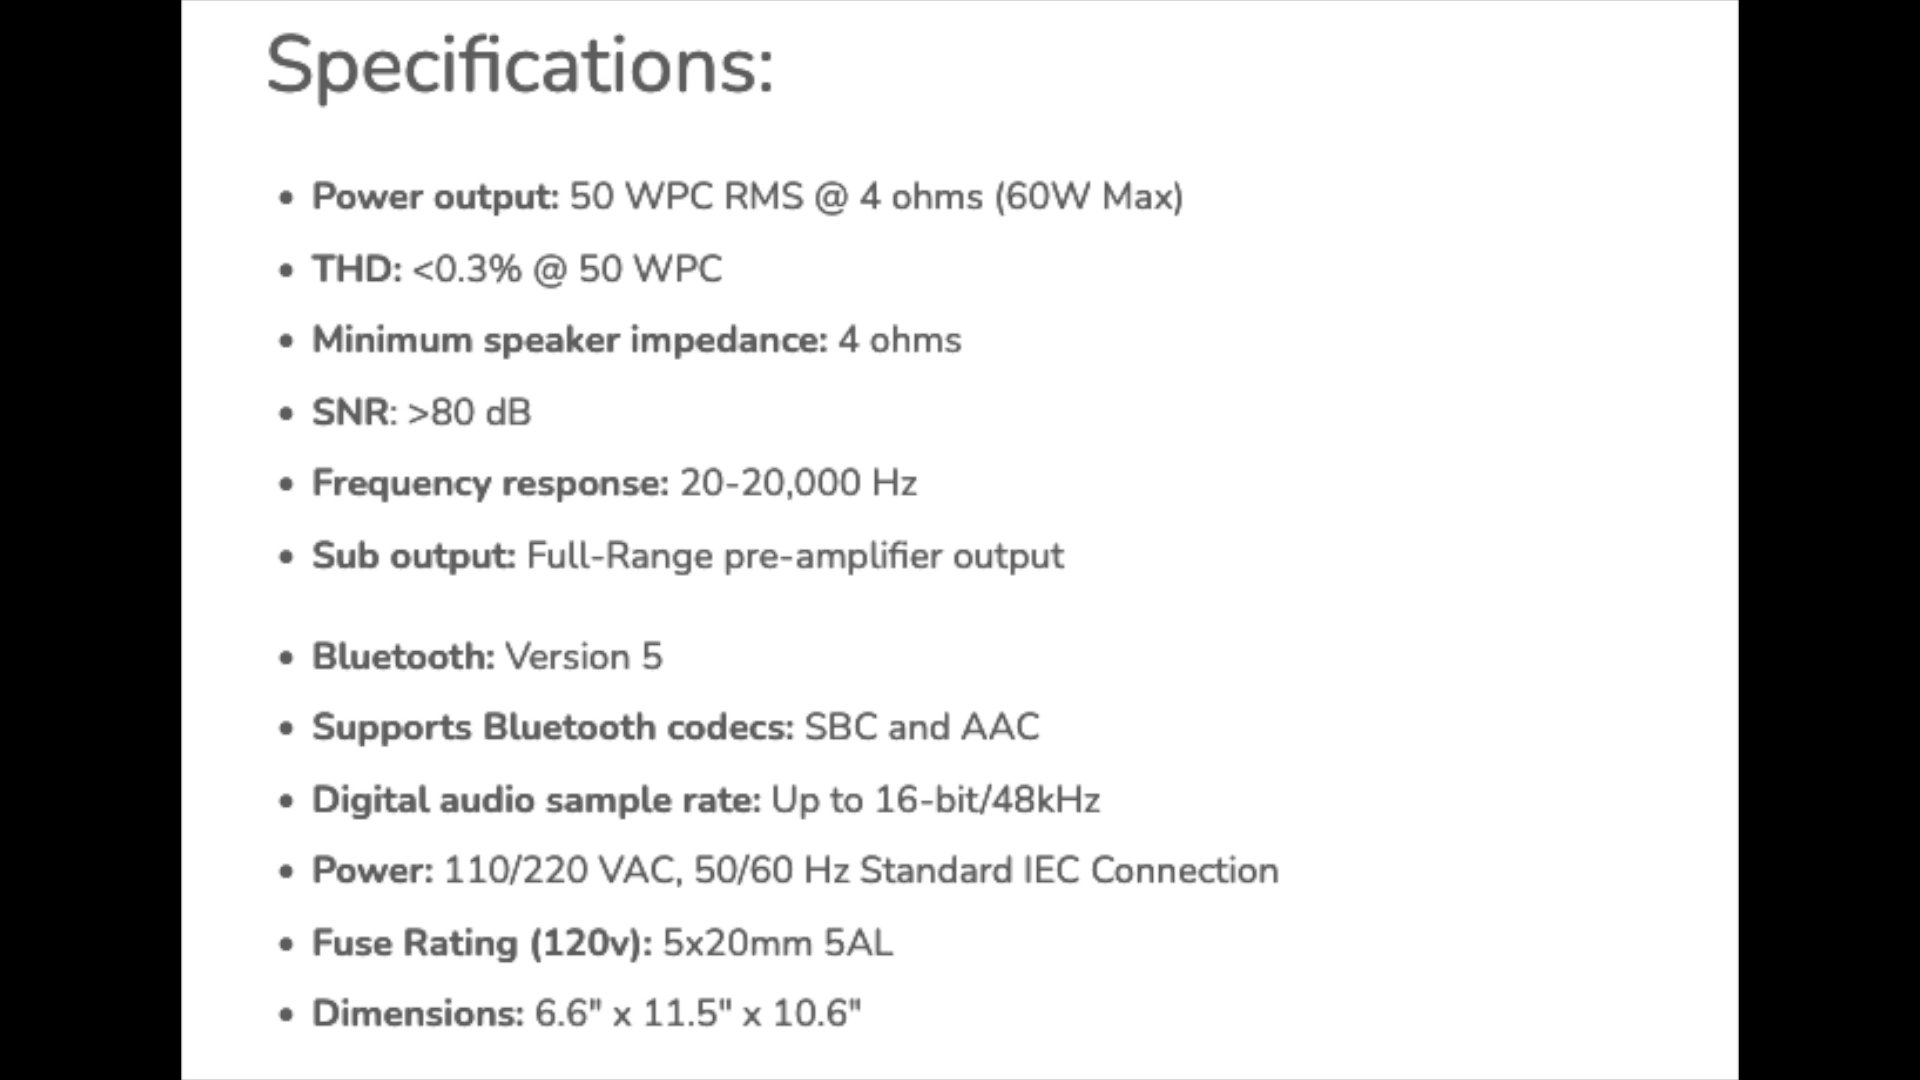 Specifications:
• Power output: 50 WPC RMS @ 4 ohms (60W Max)
• THD: <0.3% @ 50 WPC
• Minimum speaker impedance: 4 ohms
• SNR: >80 dB
• Frequency response: 20-20,000 Hz
• Sub output: Full-Range pre-amplifier output
• Bluetooth: Version 5
• Supports Bluetooth codecs: SBC and AAC
• Digital audio sample rate: Up to 16-bit/48kHz
• Power: 110/220 VAC, 50/60 Hz Standard IEC Connection
• Fuse Rating (120v): 5x20mm 5AL
• Dimensions: 6.6" x 11.5" x 10.6"